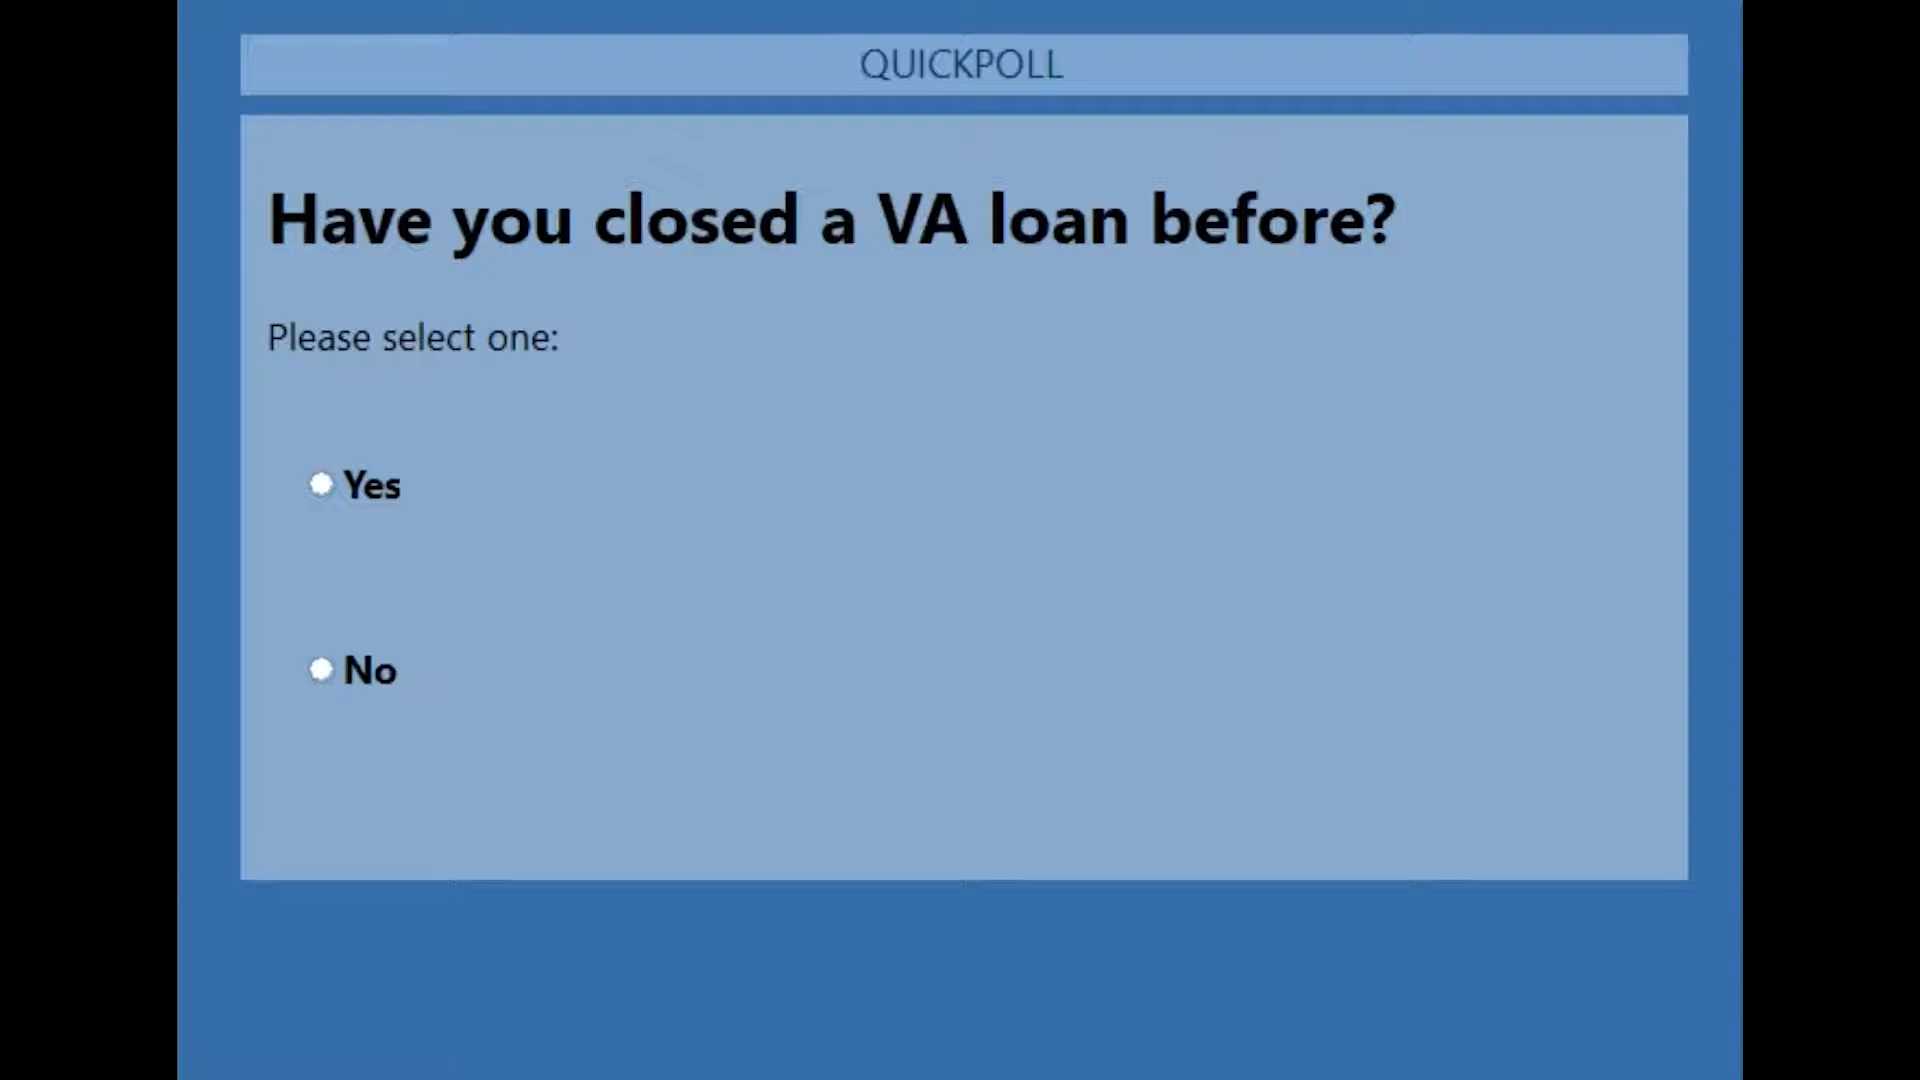 QUICKPOLL
Have you closed a VA loan before?
Please select one:
Yes
No